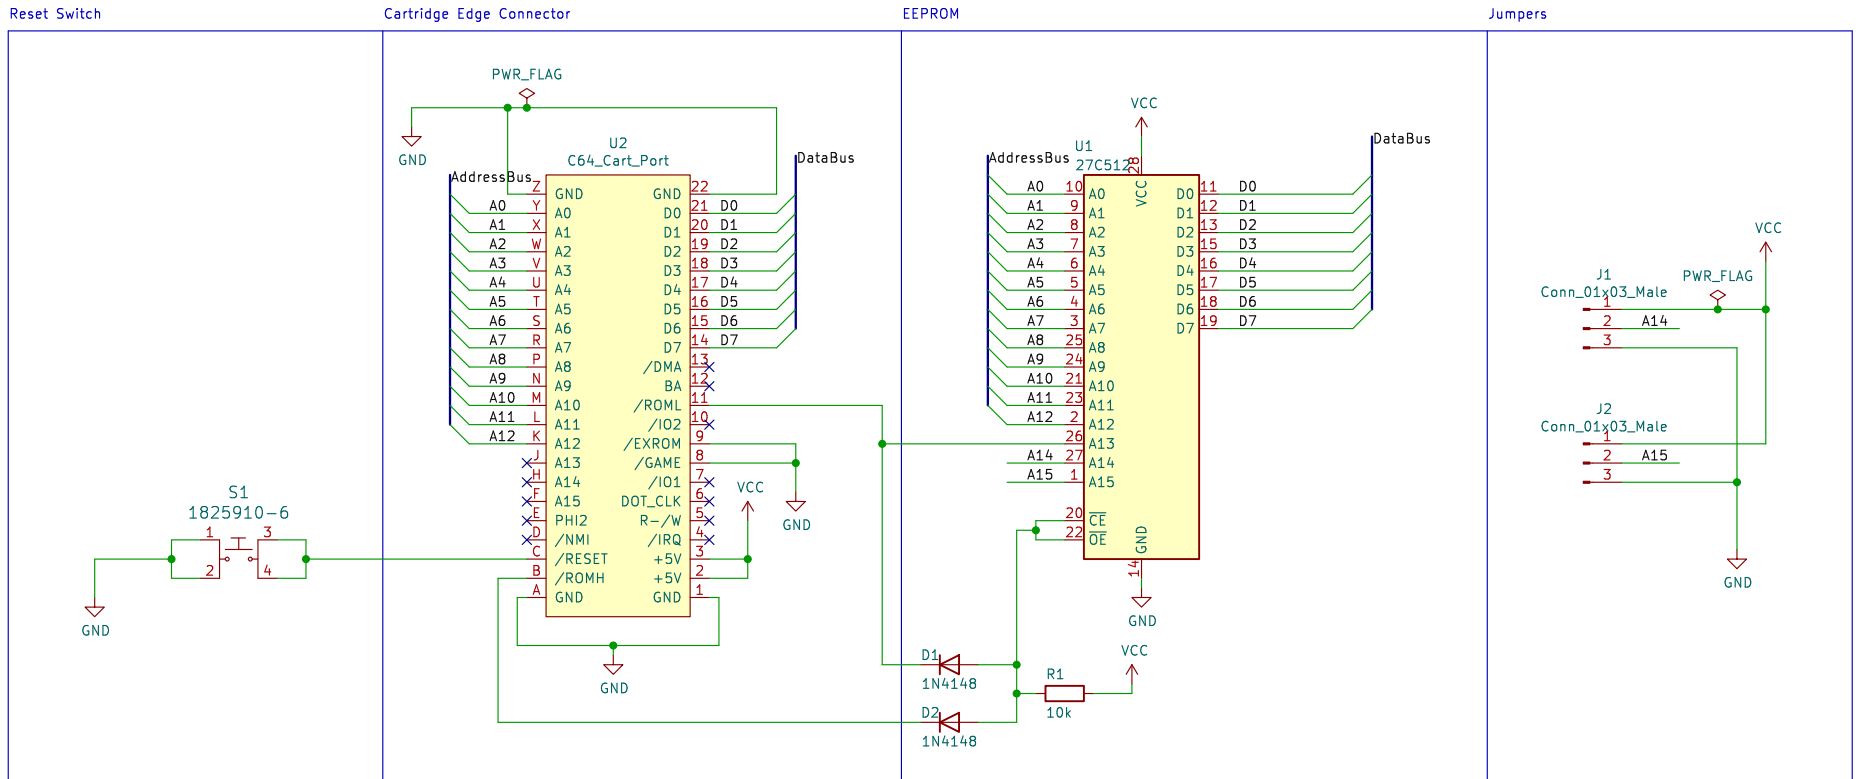 Reset Switch
Cartridge Edge Connector
EEPROM
Jumpers
S1
1825910-6
1
2
3
4
GND
PWR_FLAG
GND
U2
C64_Cart_Port
AddressBus
DataBus
Z GND GND 22
A0 Y A0 D0 21 D0
A1 X A1 D1 20 D1
A2 W A2 D2 19 D2
A3 V A3 D3 18 D3
A4 U A4 D4 17 D4
A5 T A5 D5 16 D5
A6 S A6 D6 15 D6
A7 R A7 D7 14 D7
A8 P A8 /DMA 13
A9 N A9 BA 12
A10 M A10 /ROML 11
A11 L A11 /IO2 10
A12 K A12 /EXROM 9
J A13 /GAME 8
H A14 /IO1 7
F A15 DOT_CLK 6
E PHI2 R-/W 5
D /NMI /IRQ 4
C /RESET +5V 3
B /ROMH +5V 2
A GND GND 1
VCC
GND
GND
VCC
U1
27C512
28
VCC
AddressBus
DataBus
A0 10 A0 D0 11 D0
A1 9 A1 D1 12 D1
A2 8 A2 D2 13 D2
A3 7 A3 D3 15 D3
A4 6 A4 D4 16 D4
A5 5 A5 D5 17 D5
A6 4 A6 D6 18 D6
A7 3 A7 D7 19 D7
A8 25 A8
A9 24 A9
A10 21 A10
A11 23 A11
A12 2 A12
26 A13
A14 27 A14
A15 1 A15
20 CE
22 OE
GND
14
GND
D1
1N4148
D2
1N4148
R1
10k
VCC
VCC
PWR_FLAG
J1
Conn_01x03_Male
1
2 A14
3
J2
Conn_01x03_Male
1
2 A15
3
GND